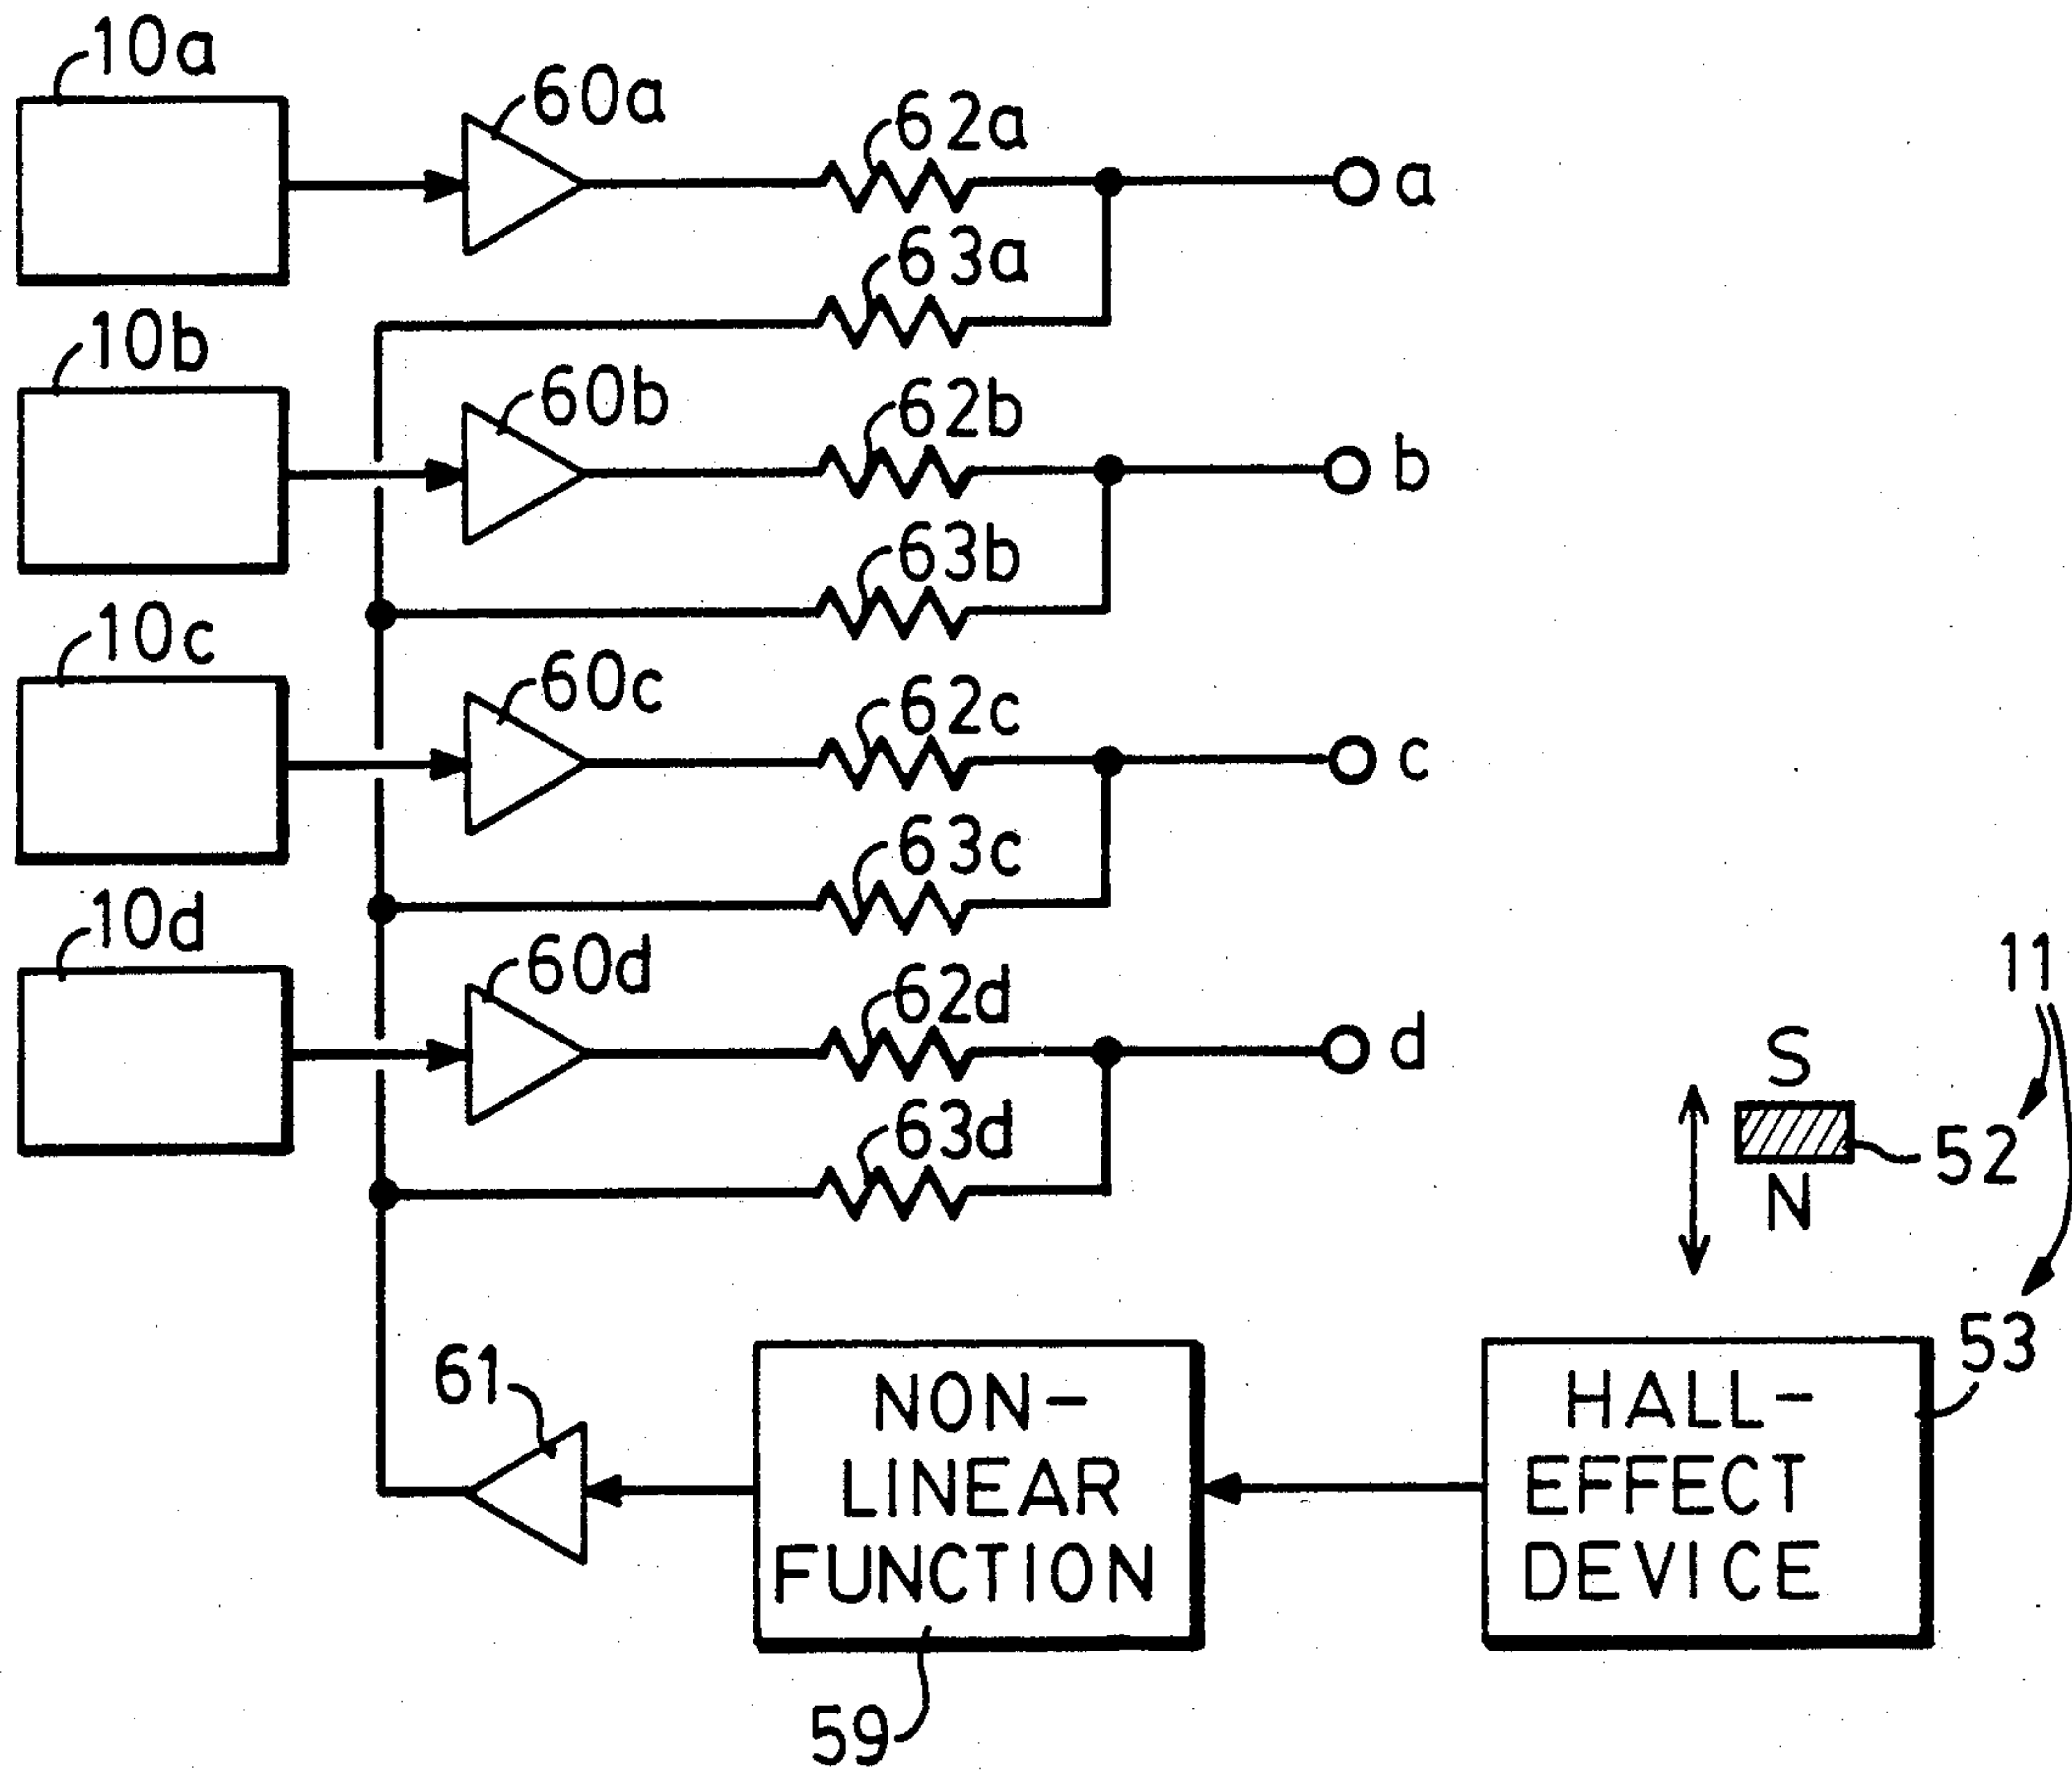 10a
60a
62a
a
63a
10b
60b
62b
b
63b
10c
60c
62c
c
63c
10d
60d
62d
d
63d
11
S
52
N
53
61
NON-
LINEAR
FUNCTION
HALL-
EFFECT
DEVICE
59